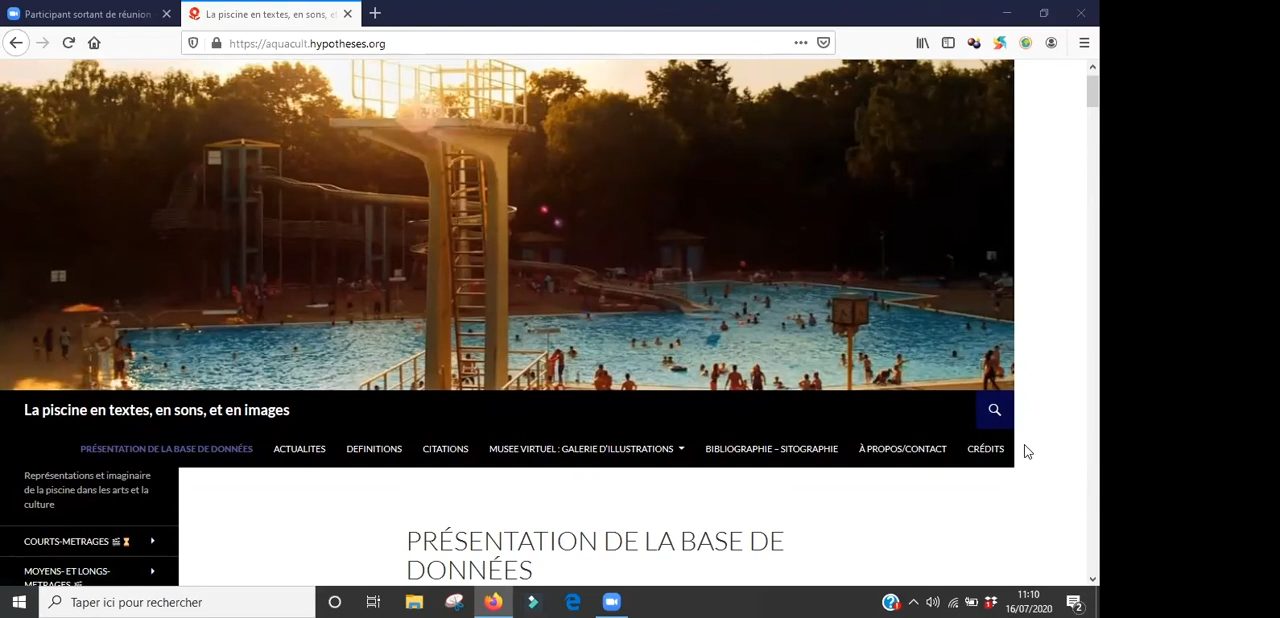 Participant sortant de réunion
La piscine en textes, en sons, e
https://aquacult.hypotheses.org
La piscine en textes, en sons, et en images
PRÉSENTATION DE LA BASE DE DONNÉES ACTUALITES DEFINITIONS CITATIONS MUSEE VIRTUEL : GALERIE D'ILLUSTRATIONS BIBLIOGRAPHIE – SITOGRAPHIE À PROPOS/CONTACT CRÉDITS
Représentations et imaginaire
de la piscine dans les arts et la
culture
COURTS-METRAGES
MOYENS- ET LONGS-
METRAGES
PRÉSENTATION DE LA BASE DE
DONNÉES
Taper ici pour rechercher
11:10
16/07/2020
2